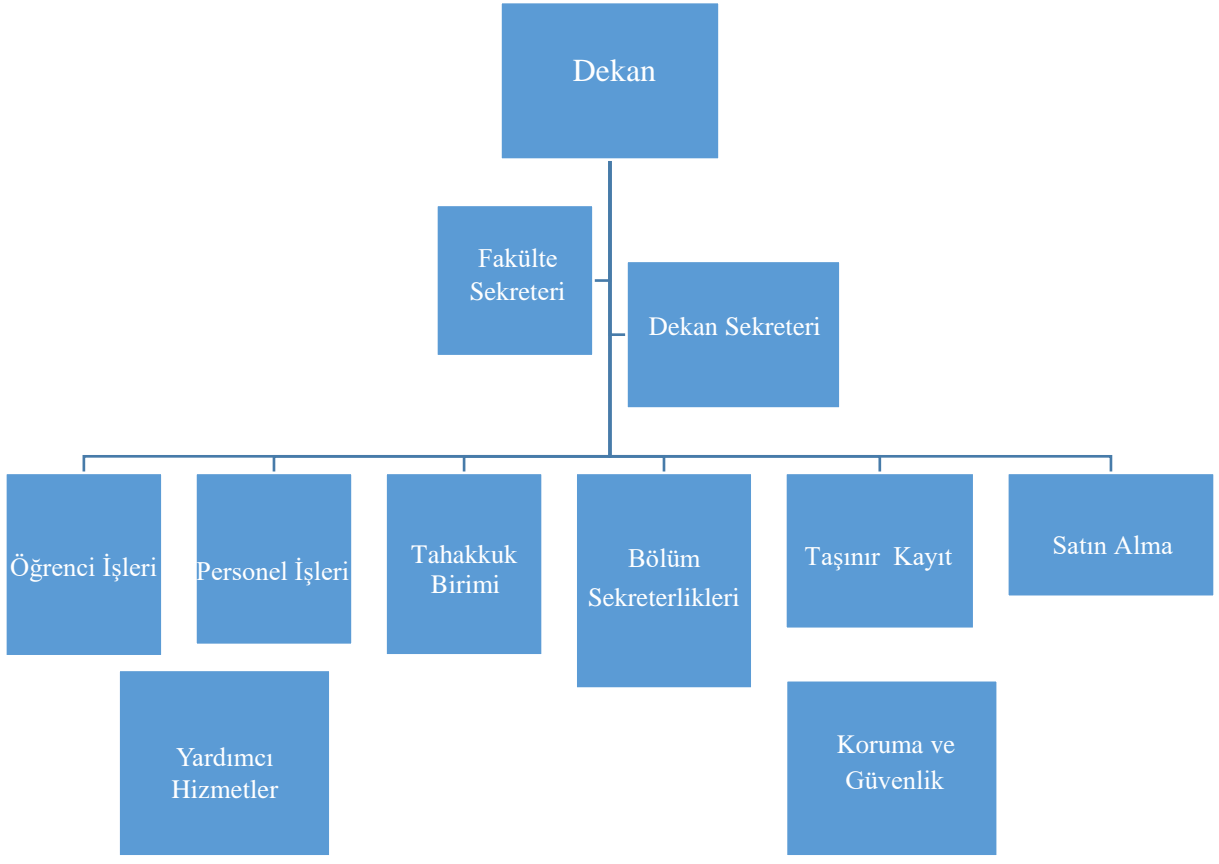 Dekan
Fakülte
Sekreteri
Dekan Sekreteri
Öğrenci İşleri
Personel İşleri
Tahakkuk
Birimi
Bölüm
Sekreterlikleri
Taşınır  Kayıt
Satın Alma
Yardımcı
Hizmetler
Koruma ve
Güvenlik